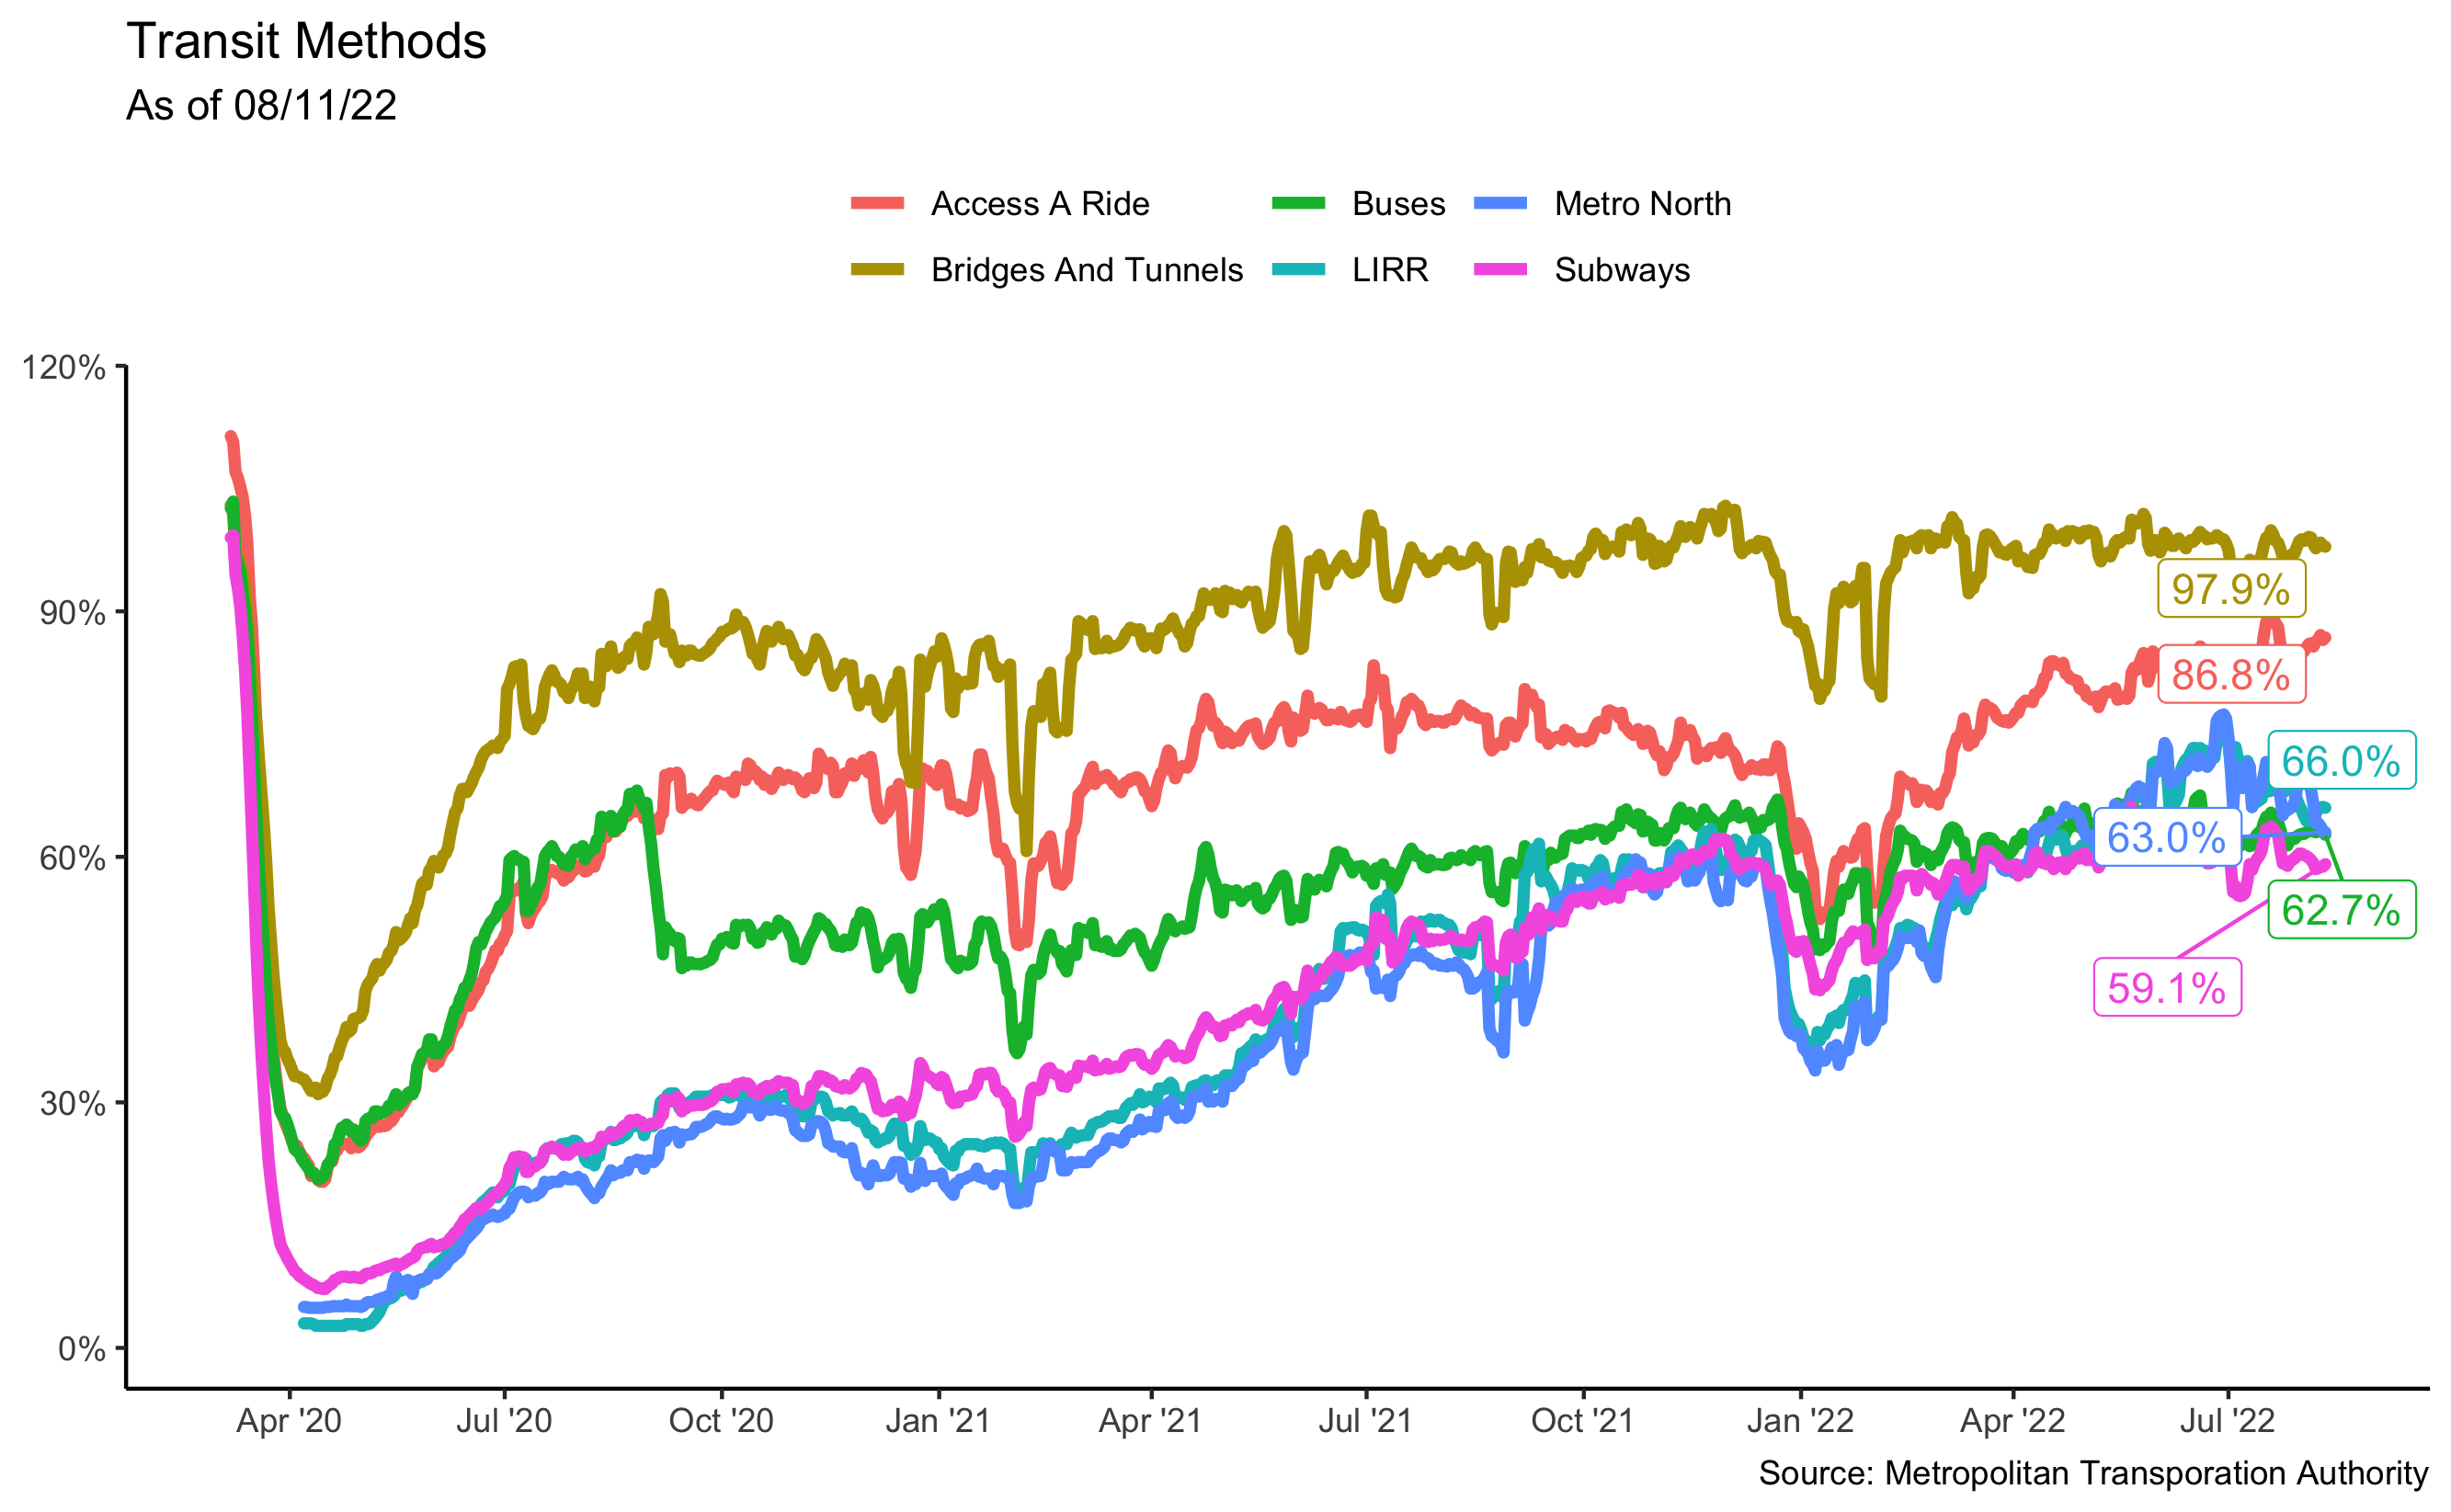 Transit Methods
As of 08/11/22
Access A Ride Buses Metro North
Bridges And Tunnels LIRR Subways
120%
90%
60%
30%
0%
97.9%
86.8%
66.0%
63.0%
62.7%
59.1%
Apr '20 Jul '20 Oct '20 Jan '21 Apr '21 Jul '21 Oct '21 Jan '22 Apr '22 Jul '22
Source: Metropolitan Transporation Authority